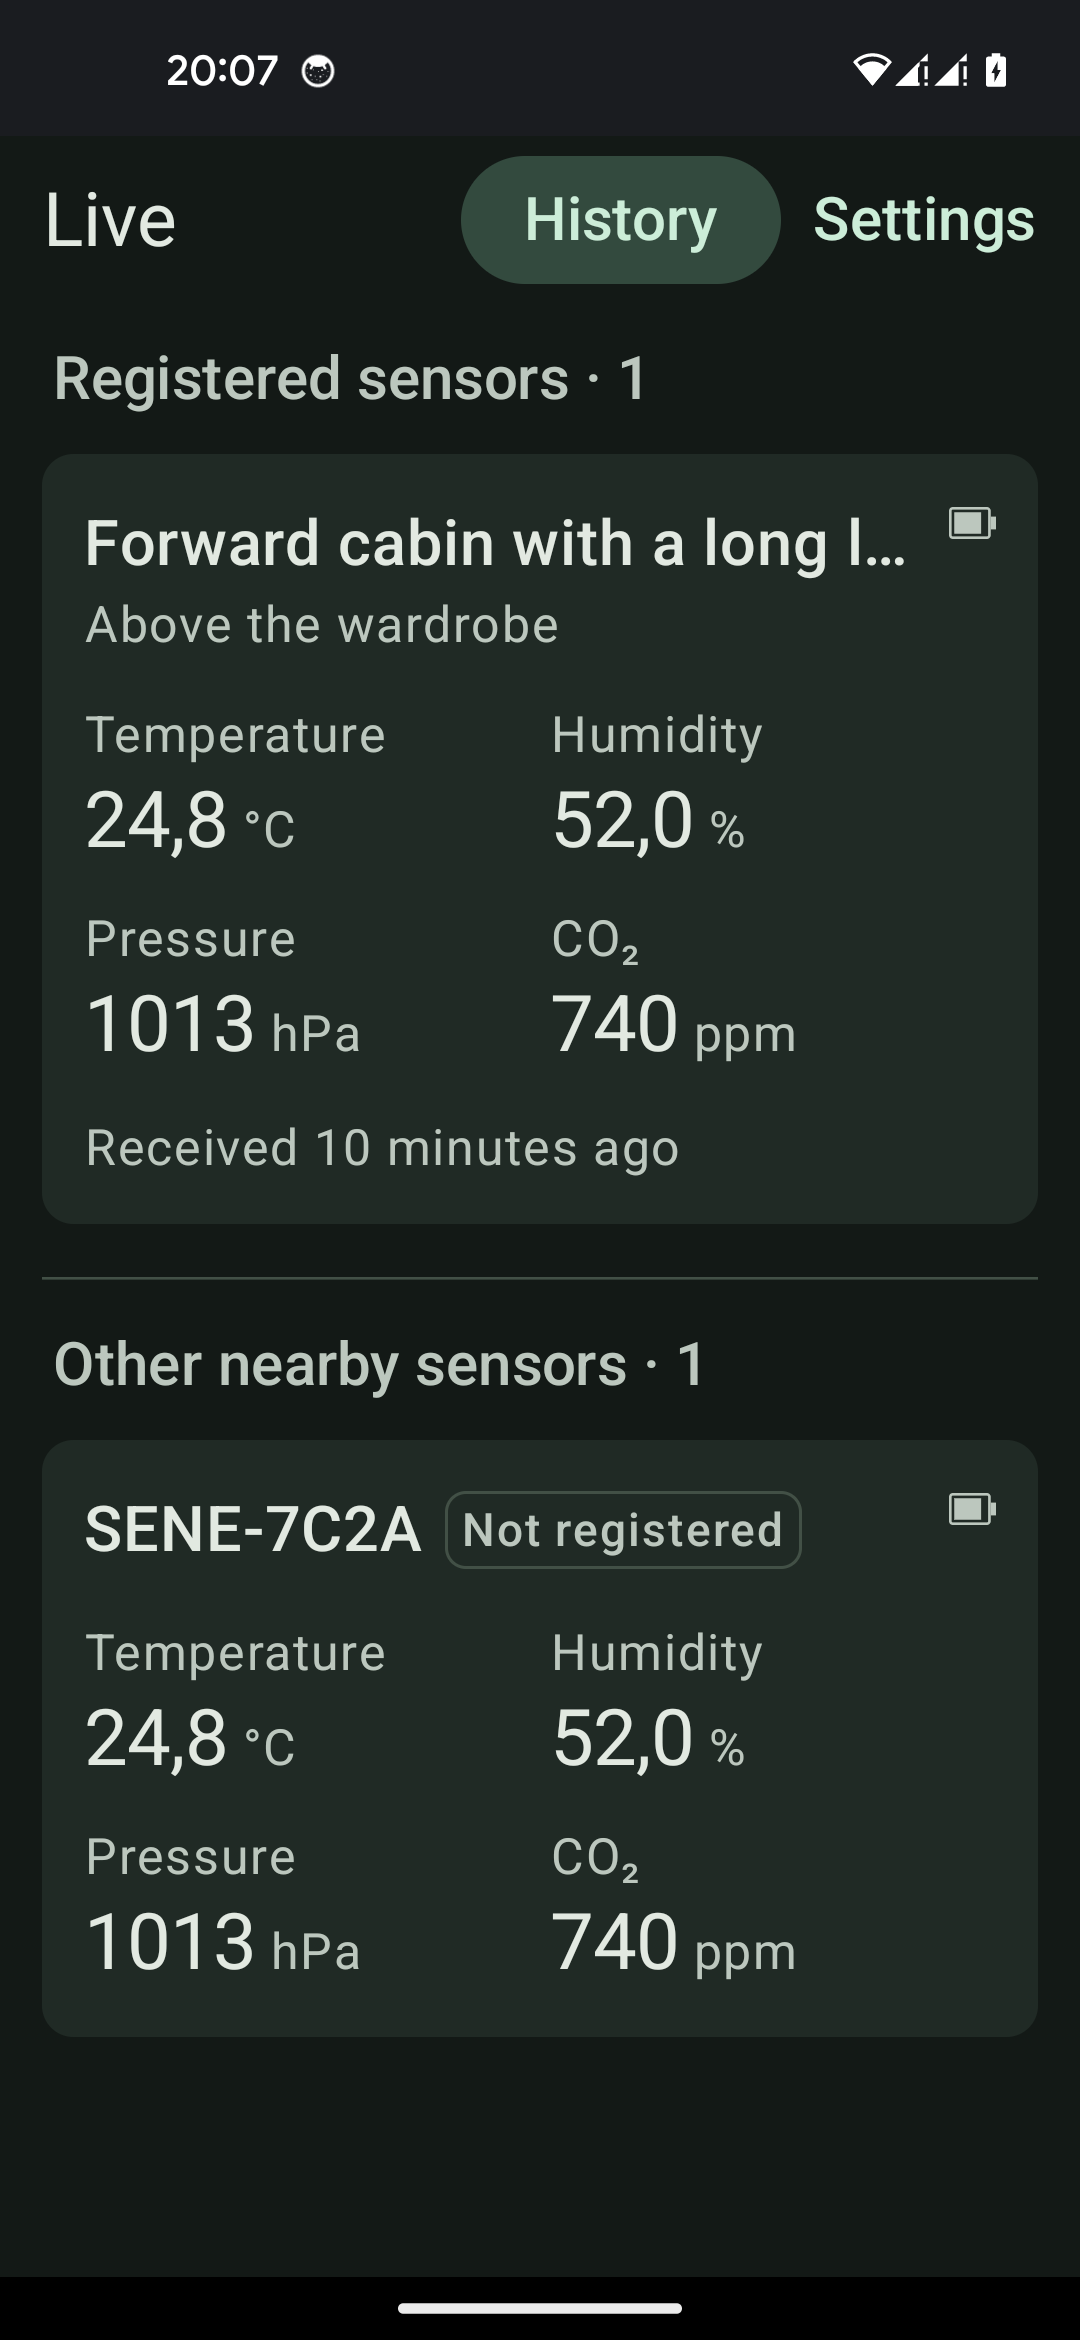 20:07
Live History Settings
Registered sensors · 1
Forward cabin with a long l…
Above the wardrobe
Temperature Humidity
24,8 °C 52,0 %
Pressure CO₂
1013 hPa 740 ppm
Received 10 minutes ago
Other nearby sensors · 1
SENE-7C2A Not registered
Temperature Humidity
24,8 °C 52,0 %
Pressure CO₂
1013 hPa 740 ppm